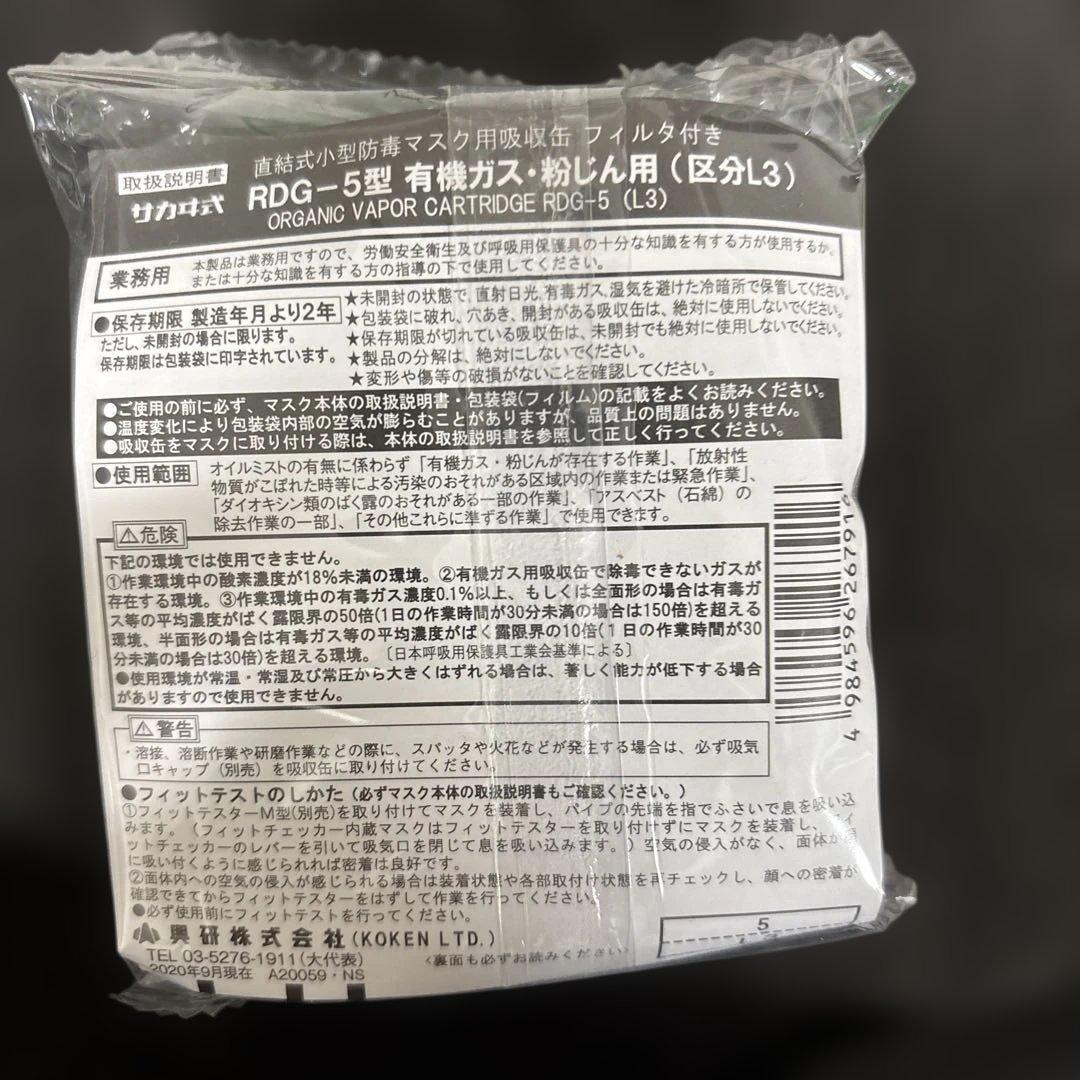 取扱説明書
サカヰ式
直結式小型防毒マスク用吸収缶 フィルタ付き
RDG-5型 有機ガス・粉じん用(区分L3)
ORGANIC VAPOR CARTRIDGE RDG-5 (L3)
業務用
本製品は業務用ですので、労働安全衛生及び呼吸用保護具の十分な知識を有する方が使用するか、
または十分な知識を有する方の指導の下で使用してください。
●保存期限 製造年月より2年
ただし、未開封の場合に限ります。
保存期限は包装袋に印字されています。
★未開封の状態で、直射日光、有毒ガス、湿気を避けた冷暗所で保管してください。
★包装袋に破れ、穴あき、開封がある吸収缶は、絶対に使用しないでください。
★保存期限が切れている吸収缶は、未開封でも絶対に使用しないでください。
★製品の分解は、絶対にしないでください。
★変形や傷等の破損がないことを確認してください。
●ご使用の前に必ず、マスク本体の取扱説明書・包装袋(フィルム)の記載をよくお読みください。
●温度変化により包装袋内部の空気が膨らむことがありますが、品質上の問題はありません。
●吸収缶をマスクに取り付ける際は、本体の取扱説明書を参照して正しく行ってください。
●使用範囲
オイルミストの有無に係わらず「有機ガス・粉じんが存在する作業」、「放射性
物質がこぼれた時等による汚染のおそれがある区域内の作業または緊急作業」、
「ダイオキシン類のばく露のおそれがある一部の作業」、「アスベスト(石綿)の
除去作業の一部」、「その他これらに準ずる作業」で使用できます。
⚠危険
下記の環境では使用できません。
①作業環境中の酸素濃度が18%未満の環境。②有機ガス用吸収缶で除毒できないガスが
存在する環境。③作業環境中の有毒ガス濃度0.1%以上、もしくは全面形の場合は有毒ガ
ス等の平均濃度がばく露限界の50倍(1日の作業時間が30分未満の場合は150倍)を超える
環境、半面形の場合は有毒ガス等の平均濃度がばく露限界の10倍(1日の作業時間が30
分未満の場合は30倍)を超える環境。〔日本呼吸用保護具工業会基準による〕
●使用環境が常温・常湿及び常圧から大きくはずれる場合は、著しく能力が低下する場合
がありますので使用できません。
⚠警告
・溶接、溶断作業や研磨作業などの際に、スパッタや火花などが発生する場合は、必ず吸気
口キャップ(別売)を吸収缶に取り付けてください。
●フィットテストのしかた(必ずマスク本体の取扱説明書もご確認ください。)
①フィットテスターM型(別売)を取り付けてマスクを装着し、パイプの先端を指でふさいで息を吸い込
みます。(フィットチェッカー内蔵マスクはフィットテスターを取り付けずにマスクを装着し、フィ
ットチェッカーのレバーを引いて吸気口を閉じて息を吸い込みます。)空気の侵入がなく、面体が
に吸い付くように感じられれば密着は良好です。
②面体内への空気の侵入が感じられる場合は装着状態や各部取付け状態を再チェックし、顔への密着が
確認できてからフィットテスターをはずして作業を行ってください。
●必ず使用前にフィットテストを行ってください。
興研株式会社(KOKEN LTD.)
TEL 03-5276-1911(大代表)
2020年9月現在 A20059・NS
〈裏面も必ずお読みください
5
4 984596 267916